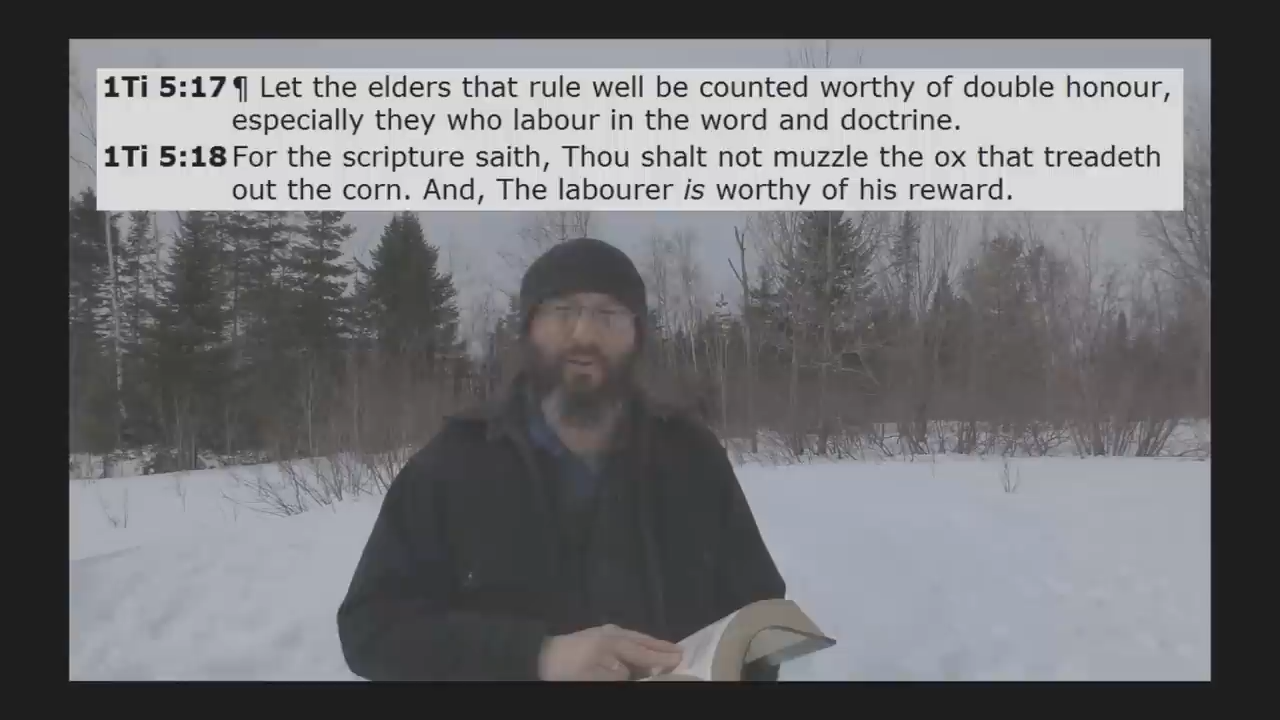 1Ti 5:17 ¶ Let the elders that rule well be counted worthy of double honour,
especially they who labour in the word and doctrine.
1Ti 5:18 For the scripture saith, Thou shalt not muzzle the ox that treadeth
out the corn. And, The labourer is worthy of his reward.